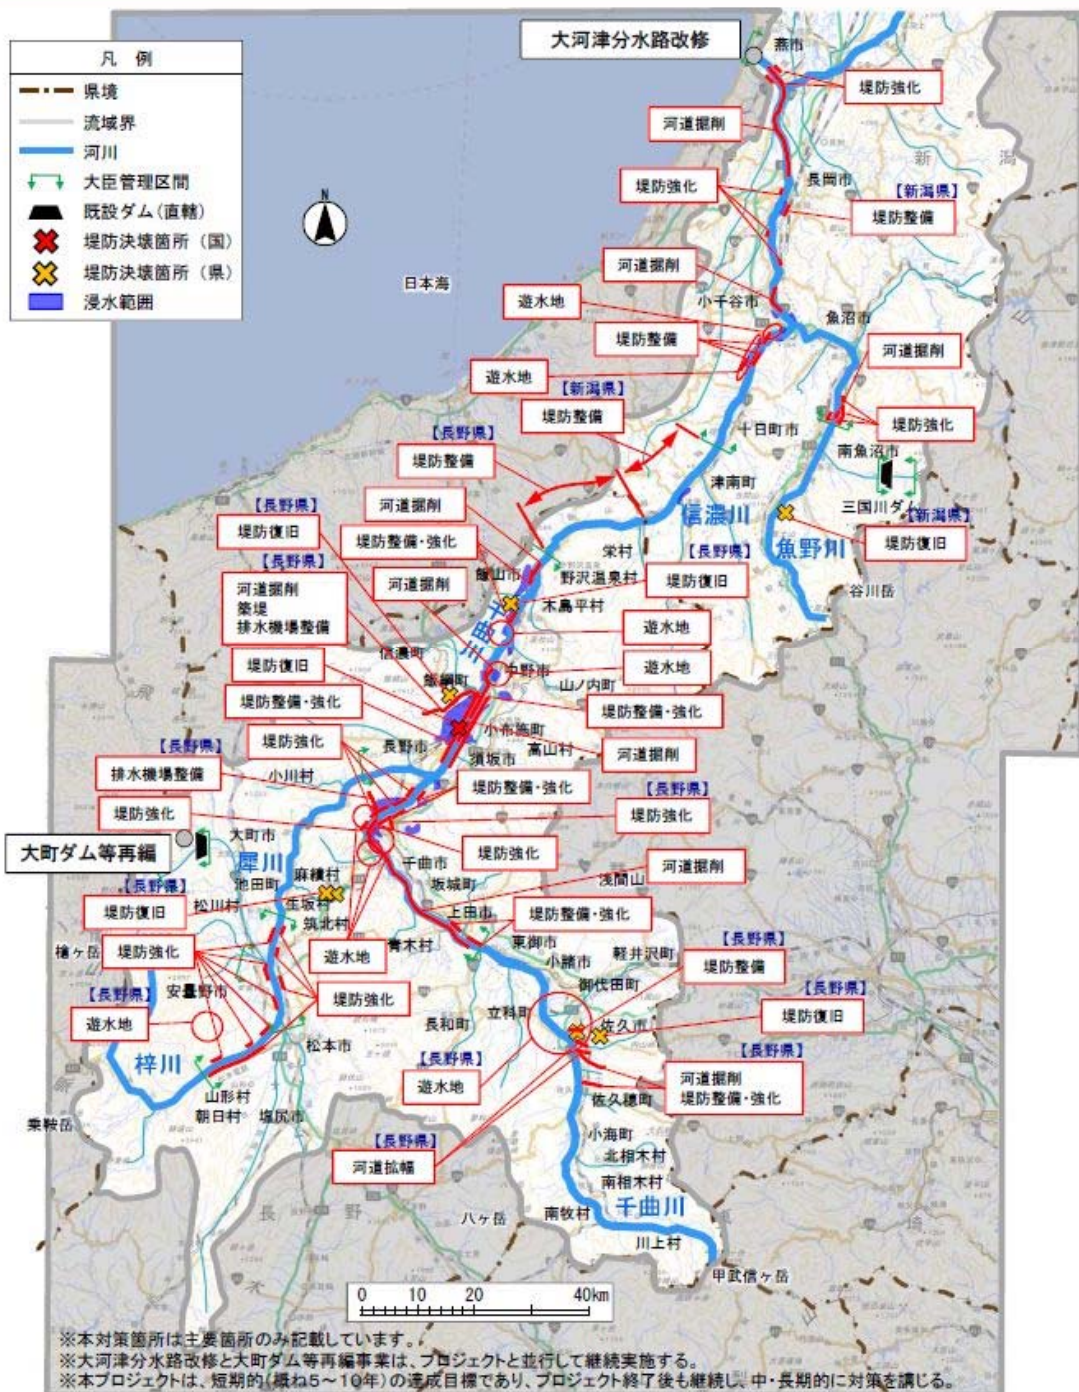 大河津分水路改修
燕市
凡 例
県境
流域界
河川
大臣管理区間
既設ダム(直轄)
堤防決壊箇所（国）
堤防決壊箇所（県）
浸水範囲
N
日本海
堤防強化
河道掘削
新
潟
長岡市
堤防強化
【新潟県】
堤防整備
河道掘削
小千谷市
遊水地
魚沼市
堤防整備
河道掘削
遊水地
【新潟県】
堤防整備
堤防強化
十日町市
南魚沼市
【長野県】
堤防整備
津南町
三国川ダム
信濃川
魚野川
【新潟県】
堤防復旧
谷川岳
河道掘削
【長野県】
堤防復旧
堤防整備・強化
栄村
飯山市
野沢温泉村
【長野県】
堤防復旧
【長野県】
河道掘削
築堤
排水機場整備
河道掘削
木島平村
千曲川
遊水地
信濃町
中野市
遊水地
堤防復旧
飯綱町
山ノ内町
堤防整備・強化
堤防整備・強化
小布施町
高山村
河道掘削
堤防強化
長野市
須坂市
【長野県】
排水機場整備
小川村
堤防整備・強化
【長野県】
堤防強化
堤防強化
大町市
大町ダム等再編
犀川
堤防強化
千曲市
河道掘削
池田町
麻績村
坂城町
浅間山
【長野県】
堤防復旧
松川村
生坂村
筑北村
上田市
堤防整備・強化
青木村
東御市
軽井沢町
【長野県】
堤防整備
槍ヶ岳
堤防強化
遊水地
小諸市
御代田町
安曇野市
堤防強化
【長野県】
遊水地
長和町
立科町
佐久市
【長野県】
堤防復旧
松本市
【長野県】
遊水地
【長野県】
河道掘削
堤防整備・強化
梓川
山形村
朝日村
塩尻市
佐久穂町
乗鞍岳
小海町
【長野県】
河道拡幅
北相木村
南相木村
長
野
八ヶ岳
南牧村
千曲川
埼
川上村
甲武信ヶ岳
0 10 20 40km
※本対策箇所は主要箇所のみ記載しています。
※大河津分水路改修と大町ダム等再編事業は、プロジェクトと並行して継続実施する。
※本プロジェクトは、短期的(概ね5～10年)の達成目標であり、プロジェクト終了後も継続し、中・長期的に対策を講じる。